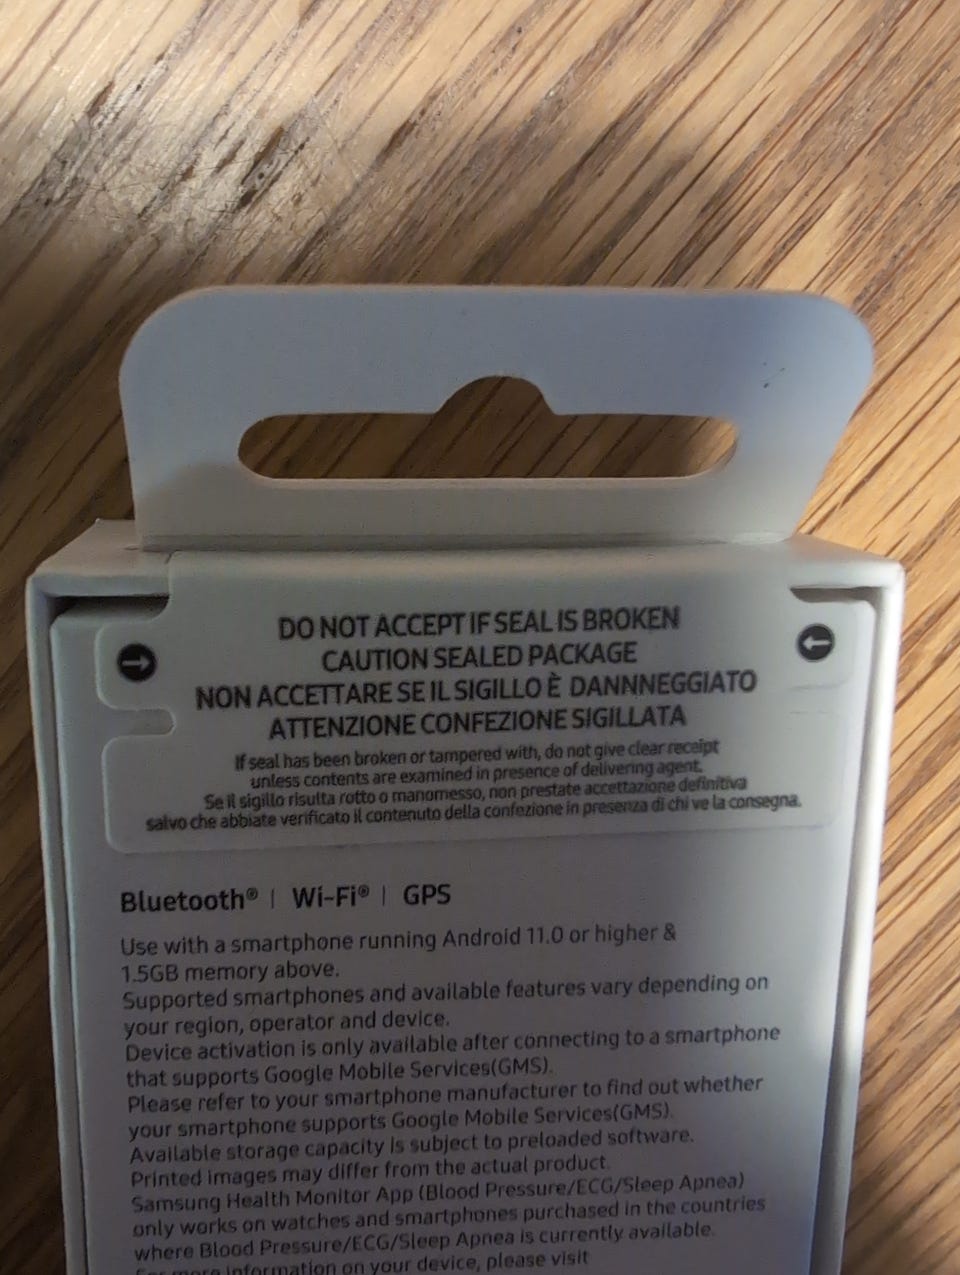 DO NOT ACCEPT IF SEAL IS BROKEN
CAUTION SEALED PACKAGE
NON ACCETTARE SE IL SIGILLO È DANNNEGGIATO
ATTENZIONE CONFEZIONE SIGILLATA
If seal has been broken or tampered with, do not give clear receipt
unless contents are examined in presence of delivering agent.
Se il sigillo risulta rotto o manomesso, non prestate accettazione definitiva
salvo che abbiate verificato il contenuto della confezione in presenza di chi ve la consegna.
Bluetooth® | Wi-Fi® | GPS
Use with a smartphone running Android 11.0 or higher &
1.5GB memory above.
Supported smartphones and available features vary depending on
your region, operator and device.
Device activation is only available after connecting to a smartphone
that supports Google Mobile Services(GMS).
Please refer to your smartphone manufacturer to find out whether
your smartphone supports Google Mobile Services(GMS).
Available storage capacity is subject to preloaded software.
Printed images may differ from the actual product.
Samsung Health Monitor App (Blood Pressure/ECG/Sleep Apnea)
only works on watches and smartphones purchased in the countries
where Blood Pressure/ECG/Sleep Apnea is currently available.
For more information on your device, please visit